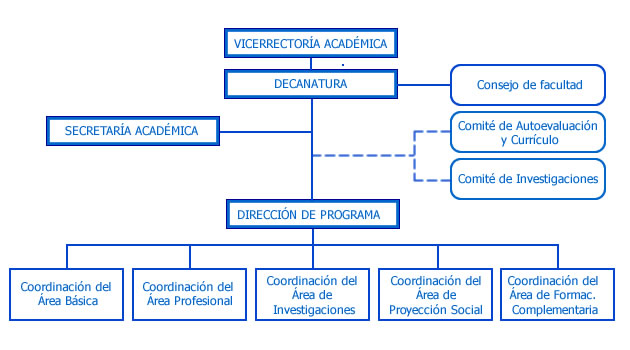 VICERRECTORÍA ACADÉMICA
DECANATURA
Consejo de facultad
SECRETARÍA ACADÉMICA
Comité de Autoevaluación
y Currículo
Comité de Investigaciones
DIRECCIÓN DE PROGRAMA
Coordinación del
Área Básica
Coordinación del
Área Profesional
Coordinación del
Área de
Investigaciones
Coordinación del
Área de
Proyección Social
Coordinación del
Área de Formac.
Complementaria